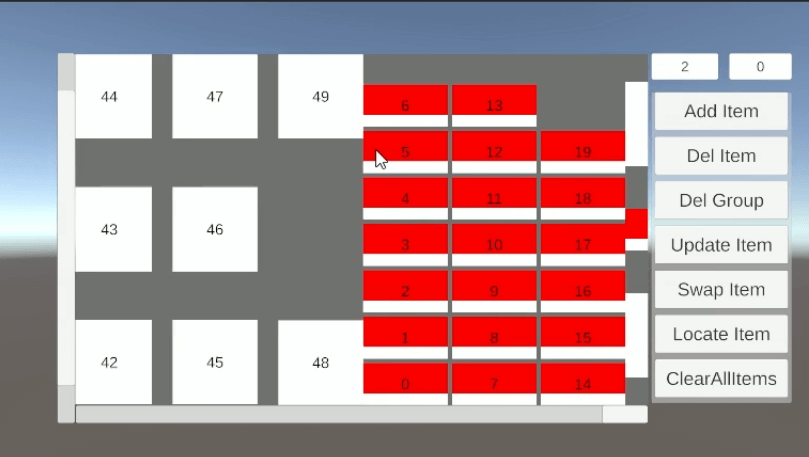 2 0
44 47 49
6 13
5 12 19
4 11 18
43 46
3 10 17
2 9 16
1 8 15
42 45 48
0 7 14
Add Item
Del Item
Del Group
Update Item
Swap Item
Locate Item
ClearAllItems